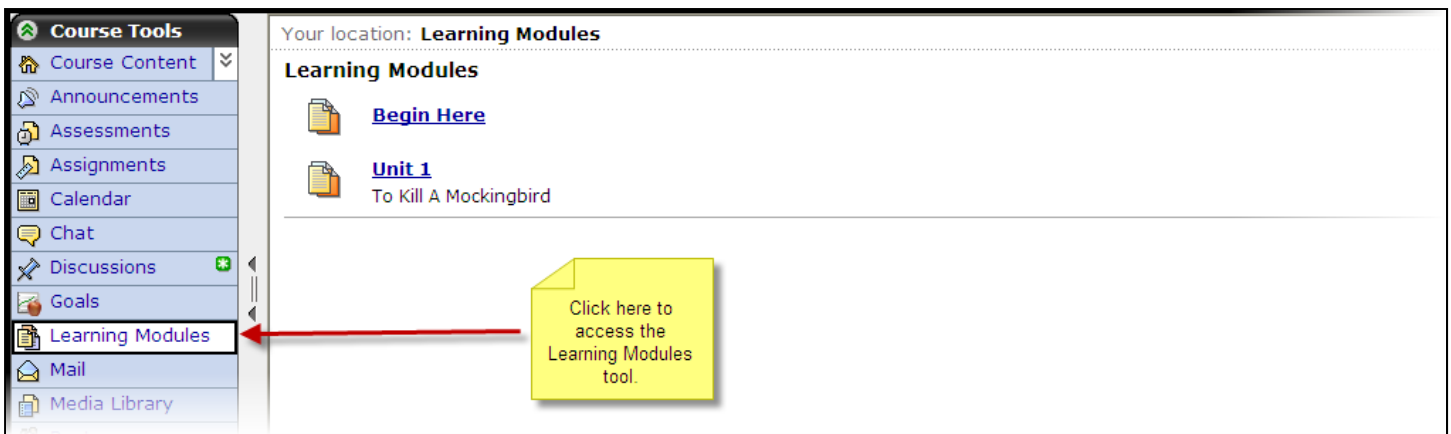 Course Tools
Course Content
Announcements
Assessments
Assignments
Calendar
Chat
Discussions
Goals
Learning Modules
Mail
Media Library
Your location: Learning Modules
Learning Modules
Begin Here
Unit 1
To Kill A Mockingbird
Click here to
access the
Learning Modules
tool.